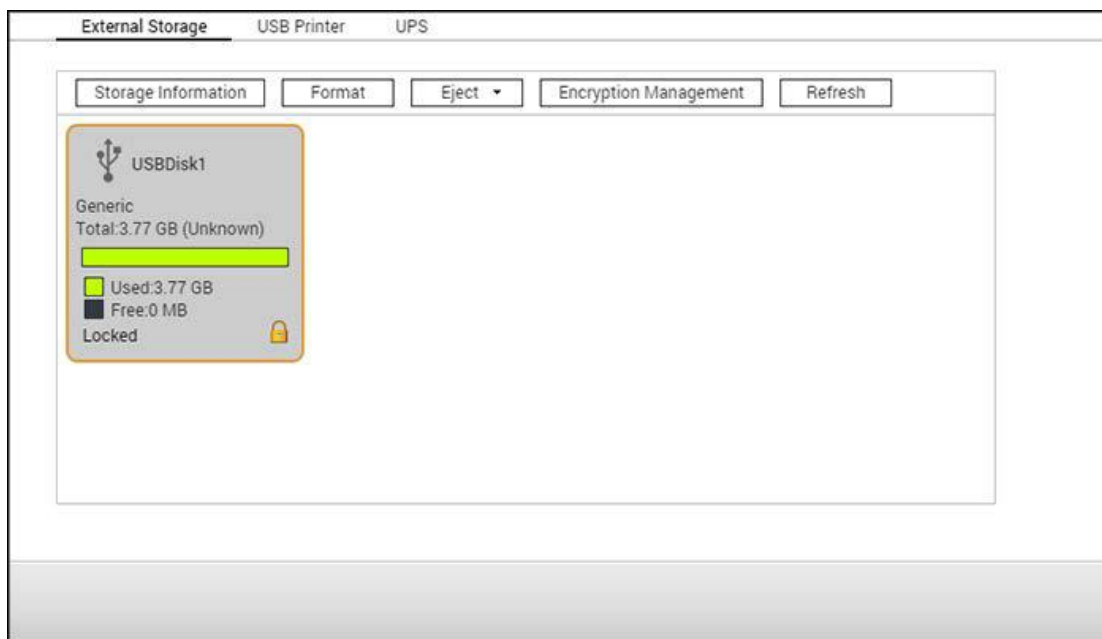 External Storage USB Printer UPS
Storage Information Format Eject Encryption Management Refresh
USBDisk1
Generic
Total:3.77 GB (Unknown)
Used:3.77 GB
Free:0 MB
Locked